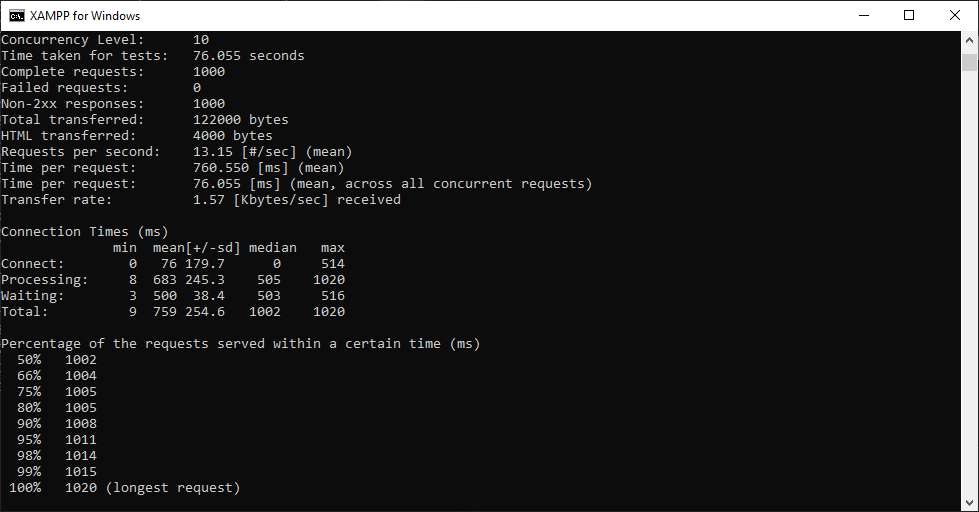 XAMPP for Windows
Concurrency Level:      10
Time taken for tests:   76.055 seconds
Complete requests:      1000
Failed requests:        0
Non-2xx responses:      1000
Total transferred:      122000 bytes
HTML transferred:       4000 bytes
Requests per second:    13.15 [#/sec] (mean)
Time per request:       760.550 [ms] (mean)
Time per request:       76.055 [ms] (mean, across all concurrent requests)
Transfer rate:          1.57 [Kbytes/sec] received
Connection Times (ms)
              min  mean[+/-sd] median   max
Connect:        0   76 179.7      0     514
Processing:     8  683 245.3    505    1020
Waiting:        3  500  38.4    503     516
Total:          9  759 254.6   1002    1020
Percentage of the requests served within a certain time (ms)
  50%   1002
  66%   1004
  75%   1005
  80%   1005
  90%   1008
  95%   1011
  98%   1014
  99%   1015
 100%   1020 (longest request)